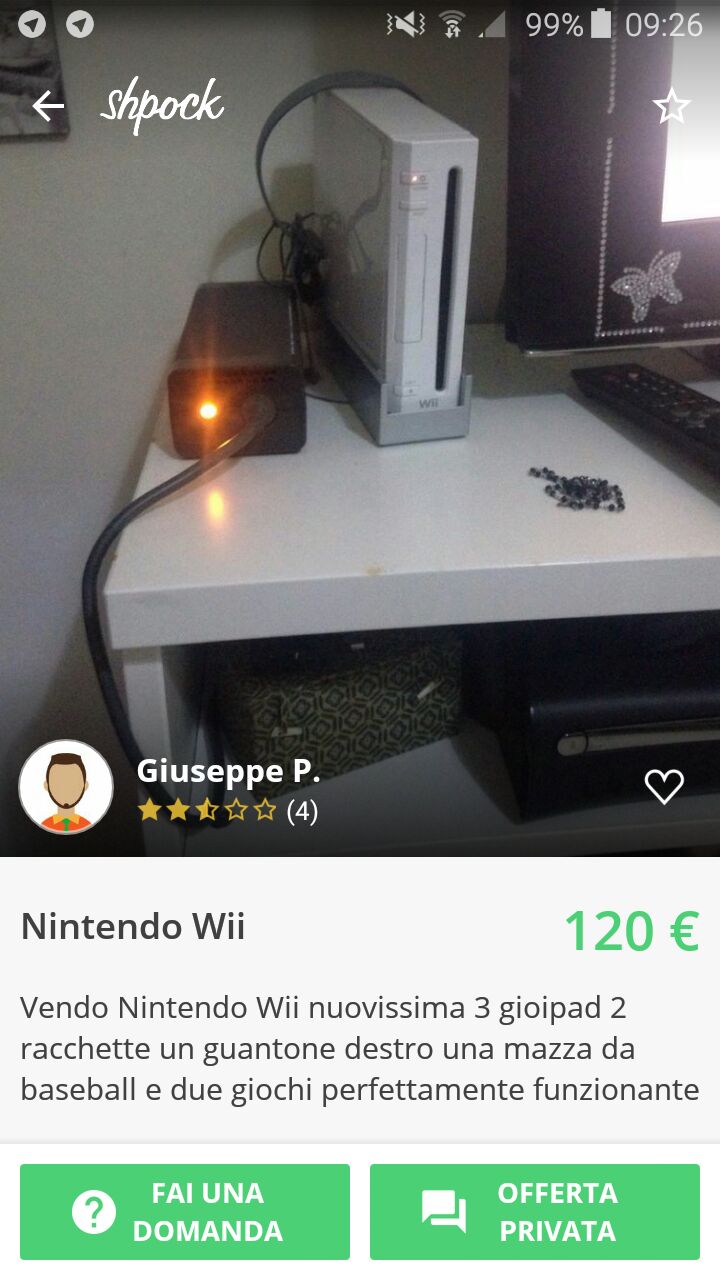 99% 09:26
shpock
Wii
Giuseppe P.
(4)
Nintendo Wii
120 €
Vendo Nintendo Wii nuovissima 3 gioipad 2
racchette un guantone destro una mazza da
baseball e due giochi perfettamente funzionante
FAI UNA
DOMANDA
OFFERTA
PRIVATA